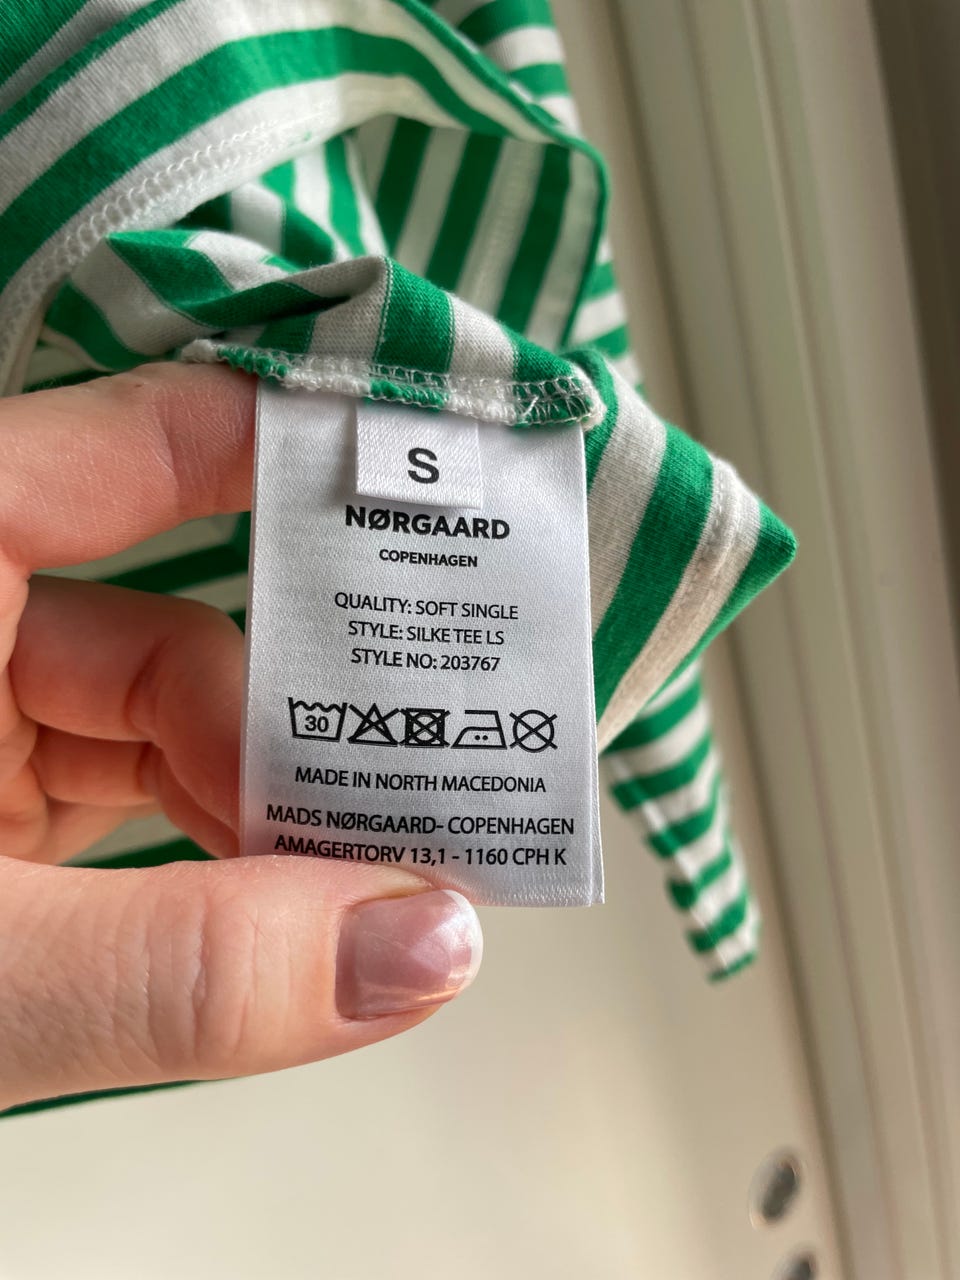 S
NØRGAARD
COPENHAGEN
QUALITY: SOFT SINGLE
STYLE: SILKE TEE LS
STYLE NO: 203767
30
MADE IN NORTH MACEDONIA
MADS NØRGAARD- COPENHAGEN
AMAGERTORV 13,1 - 1160 CPH K